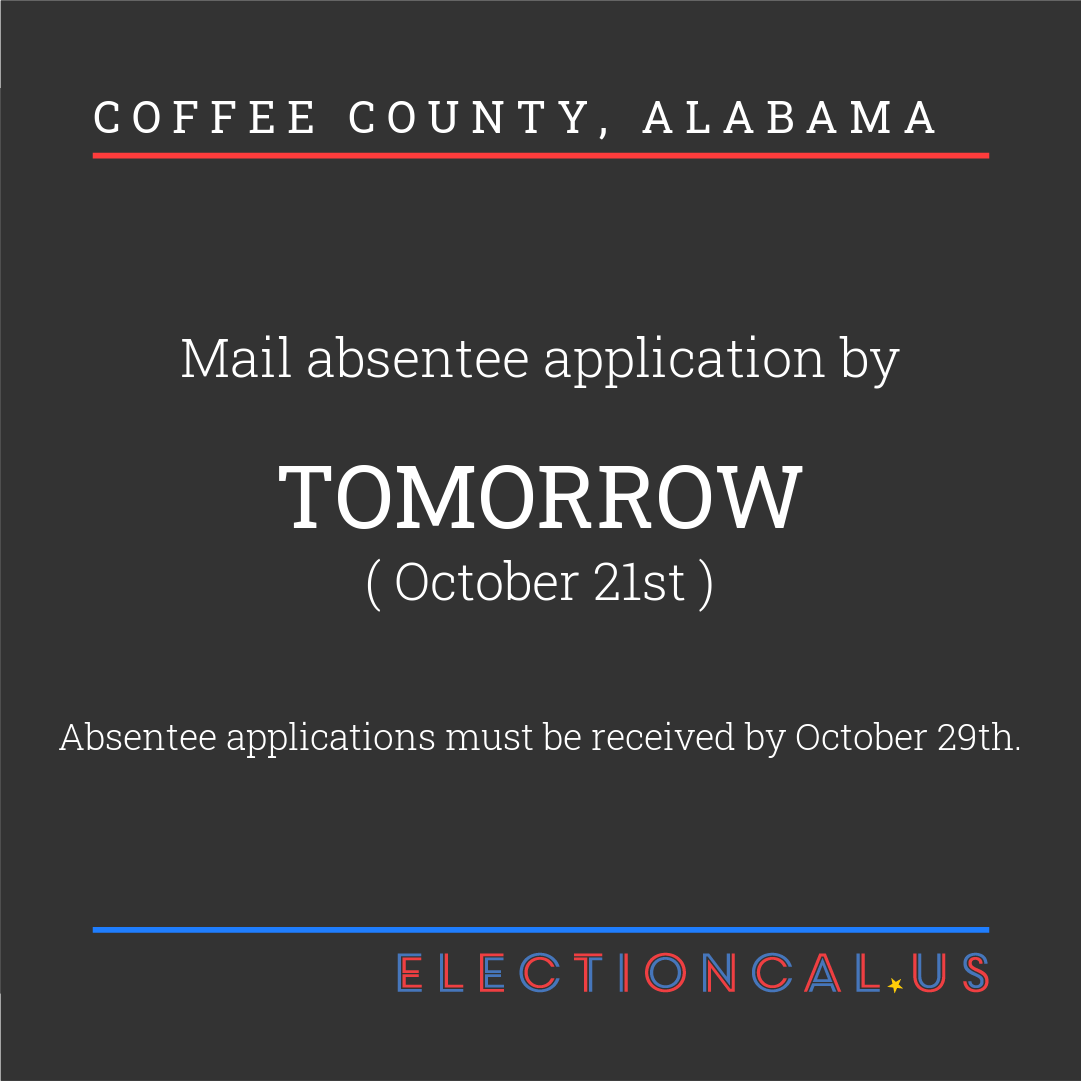 COFFEE COUNTY, ALABAMA
Mail absentee application by
TOMORROW
( October 21st )
Absentee applications must be received by October 29th.
ELECTIONCAL.US